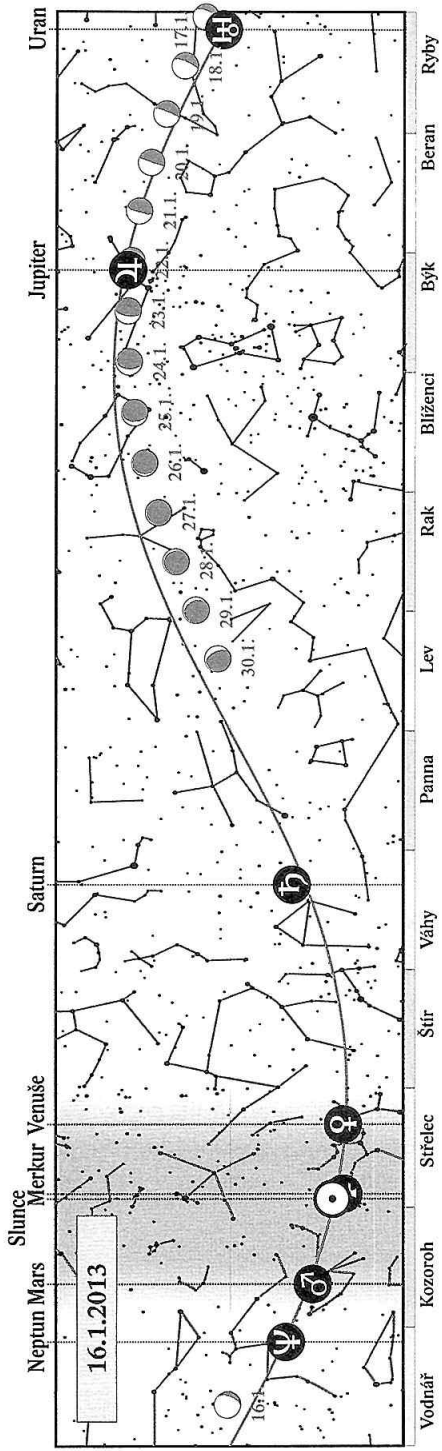 Slunce
Neptun Mars Merkur Venuše Saturn Jupiter Uran
16.1.2013
16.1.
30.1. 29.1. 28.1. 27.1. 26.1. 25.1. 24.1. 23.1. 22.1. 21.1. 20.1. 19.1. 18.1. 17.1.
Vodnář Kozoroh Střelec Štír Váhy Panna Lev Rak Blíženci Býk Beran Ryby